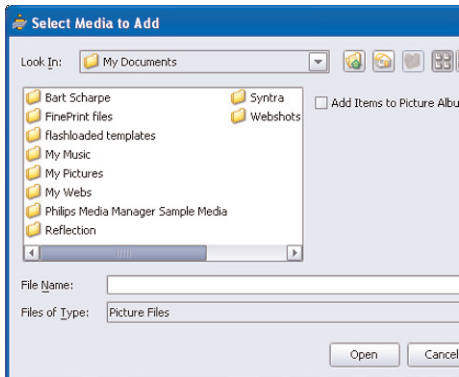 Select Media to Add
Look In: My Documents
Bart Scharpe
FinePrint files
flashloaded templates
My Music
My Pictures
My Webs
Philips Media Manager Sample Media
Reflection
Syntra
Webshots
Add Items to Picture Albu
File Name:
Files of Type: Picture Files
Open Cancel